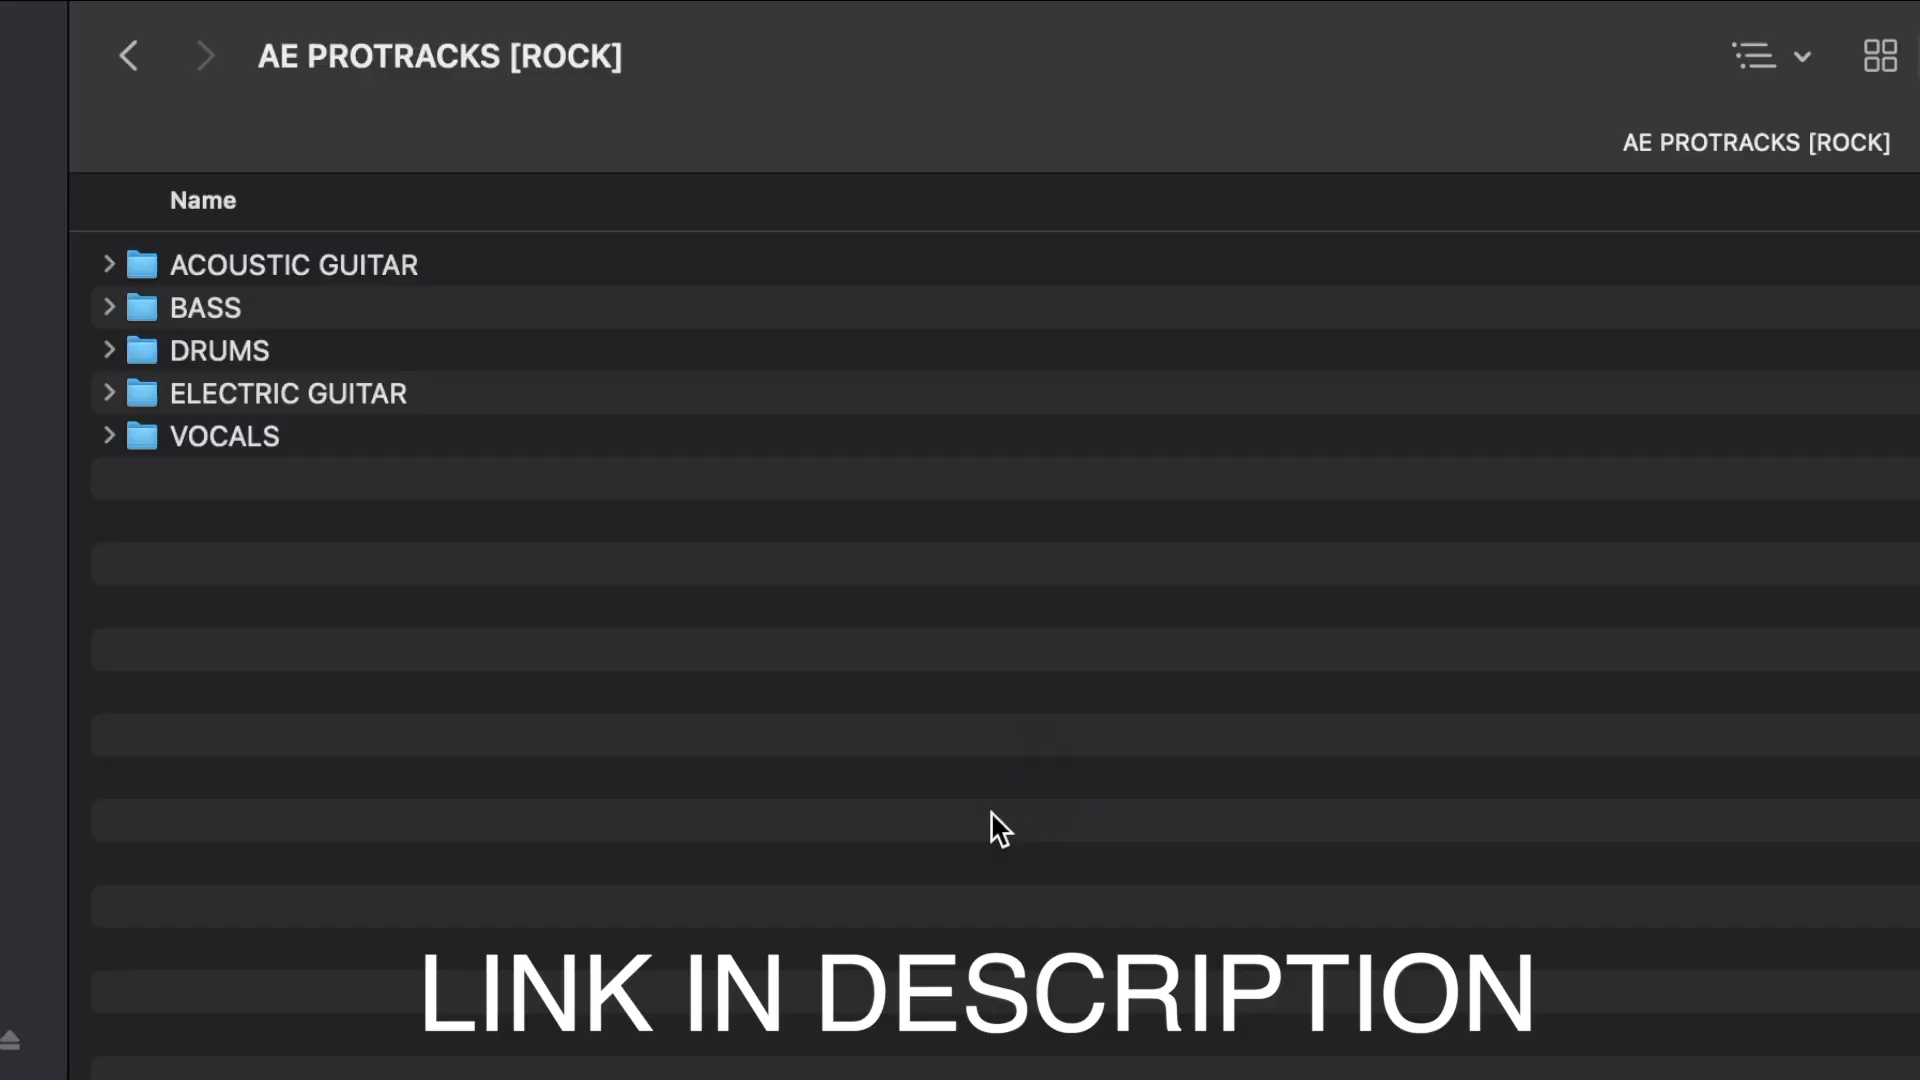 AE PROTRACKS [ROCK]
AE PROTRACKS [ROCK]
Name
ACOUSTIC GUITAR
BASS
DRUMS
ELECTRIC GUITAR
VOCALS
LINK IN DESCRIPTION